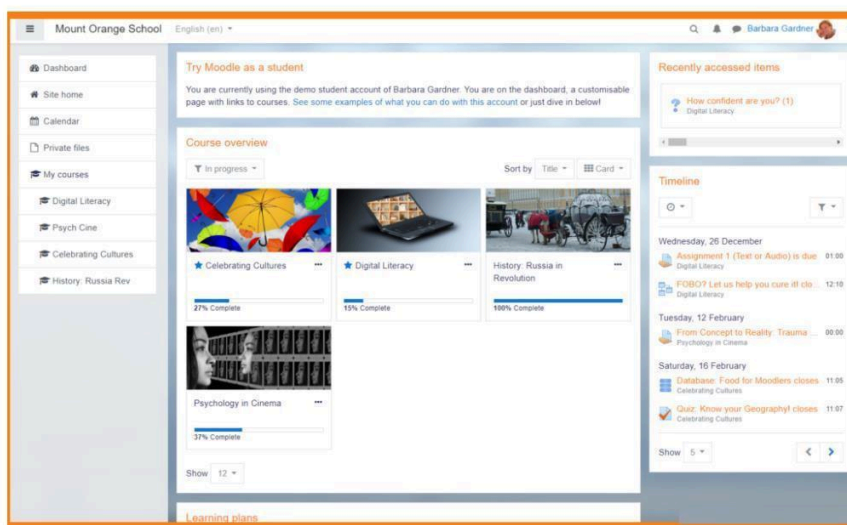 Mount Orange School
English (en)
Barbara Gardner
Dashboard
Site home
Calendar
Private files
My courses
Digital Literacy
Psych Cine
Celebrating Cultures
History: Russia Rev
Try Moodle as a student
You are currently using the demo student account of Barbara Gardner. You are on the dashboard, a customisable
page with links to courses. See some examples of what you can do with this account or just dive in below!
Course overview
In progress
Sort by Title Card
Celebrating Cultures ...
27% Complete
Digital Literacy ...
15% Complete
History: Russia in ...
Revolution
100% Complete
Psychology in Cinema ...
37% Complete
Show 12
Learning plans
Recently accessed items
How confident are you? (1)
Digital Literacy
Timeline
Wednesday, 26 December
Assignment 1 (Text or Audio) is due 01:00
Digital Literacy
FOBO? Let us help you cure it! clo... 12:10
Digital Literacy
Tuesday, 12 February
From Concept to Reality: Trauma ... 00:00
Psychology in Cinema
Saturday, 16 February
Database: Food for Moodlers closes 11:05
Celebrating Cultures
Quiz: Know your Geography! closes 11:07
Celebrating Cultures
Show 5